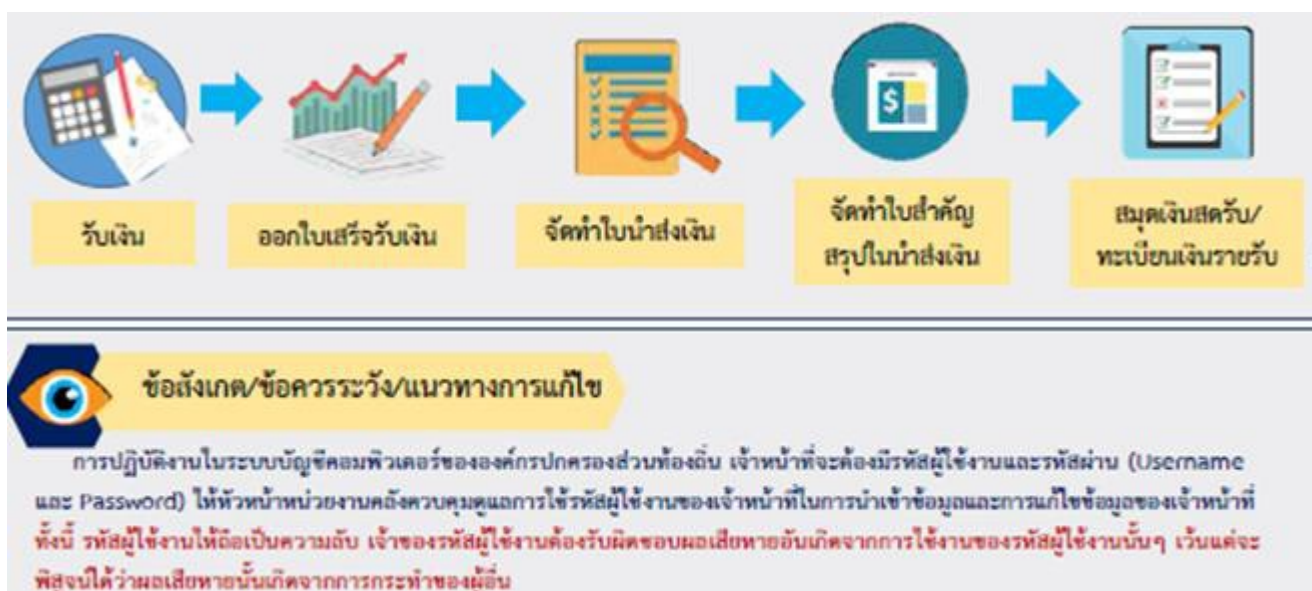 รับเงิน
ออกใบเสร็จรับเงิน
จัดทำใบนำส่งเงิน
จัดทำใบสำคัญ
สรุปใบนำส่งเงิน
สมุดเงินสดรับ/
ทะเบียนเงินรายรับ
ข้อสังเกต/ข้อควรระวัง/แนวทางการแก้ไข
การปฏิบัติงานในระบบบัญชีคอมพิวเตอร์ขององค์กรปกครองส่วนท้องถิ่น เจ้าหน้าที่จะต้องมีรหัสผู้ใช้งานและรหัสผ่าน (Username
และ Password) ให้หัวหน้าหน่วยงานคลังควบคุมดูแลการใช้รหัสผู้ใช้งานของเจ้าหน้าที่ในการนำเข้าข้อมูลและการแก้ไขข้อมูลของเจ้าหน้าที่
ทั้งนี้ รหัสผู้ใช้งานให้ถือเป็นความลับ เจ้าของรหัสผู้ใช้งานต้องรับผิดชอบผลเสียหายอันเกิดจากการใช้งานของรหัสผู้ใช้งานนั้นๆ เว้นแต่จะ
พิสูจน์ได้ว่าผลเสียหายนั้นเกิดจากการกระทำของผู้อื่น